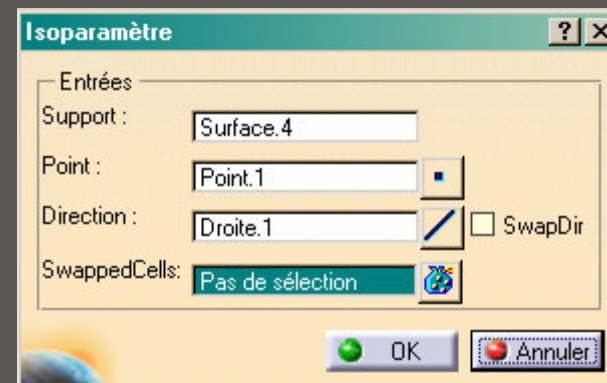 Isoparamètre
Entrées
Support : Surface.4
Point : Point.1
Direction : Droite.1 SwapDir
SwappedCells: Pas de sélection
OK Annuler